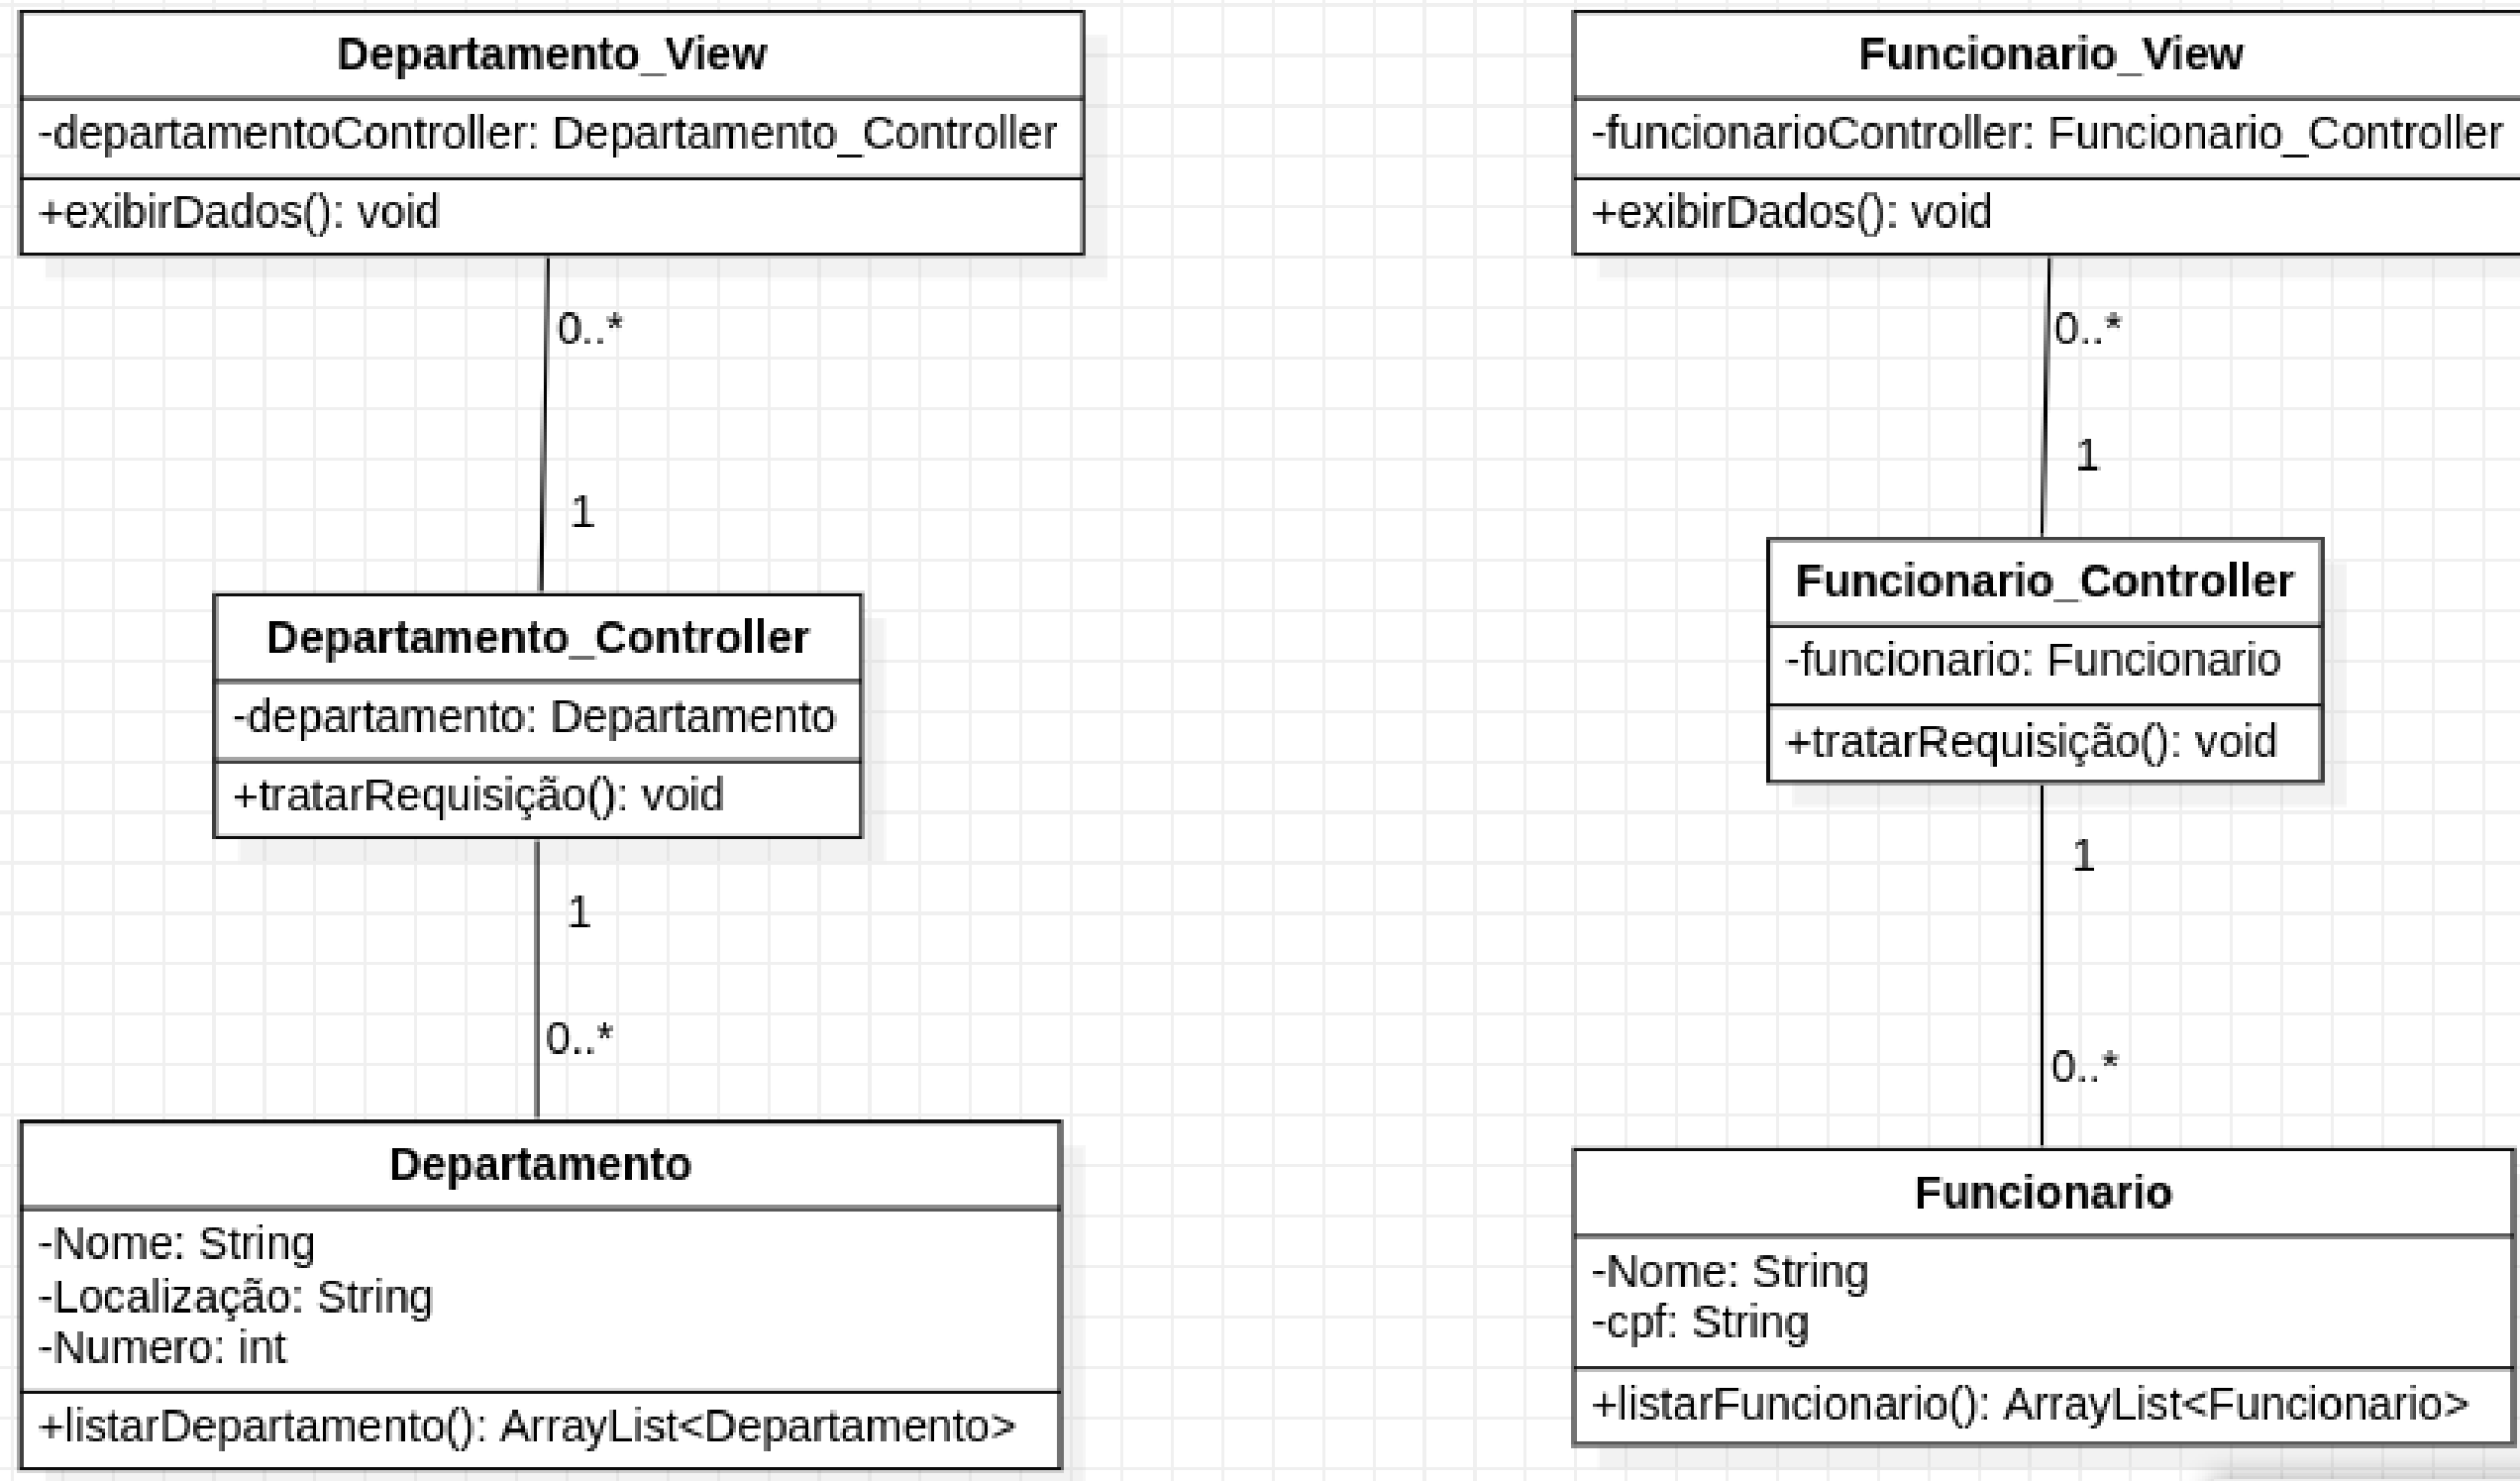 Departamento_View
-departamentoController: Departamento_Controller
+exibirDados(): void
0..*
1
Departamento_Controller
-departamento: Departamento
+tratarRequisição(): void
1
0..*
Departamento
-Nome: String
-Localização: String
-Numero: int
+listarDepartamento(): ArrayList<Departamento>
Funcionario_View
-funcionarioController: Funcionario_Controller
+exibirDados(): void
0..*
1
Funcionario_Controller
-funcionario: Funcionario
+tratarRequisição(): void
1
0..*
Funcionario
-Nome: String
-cpf: String
+listarFuncionario(): ArrayList<Funcionario>